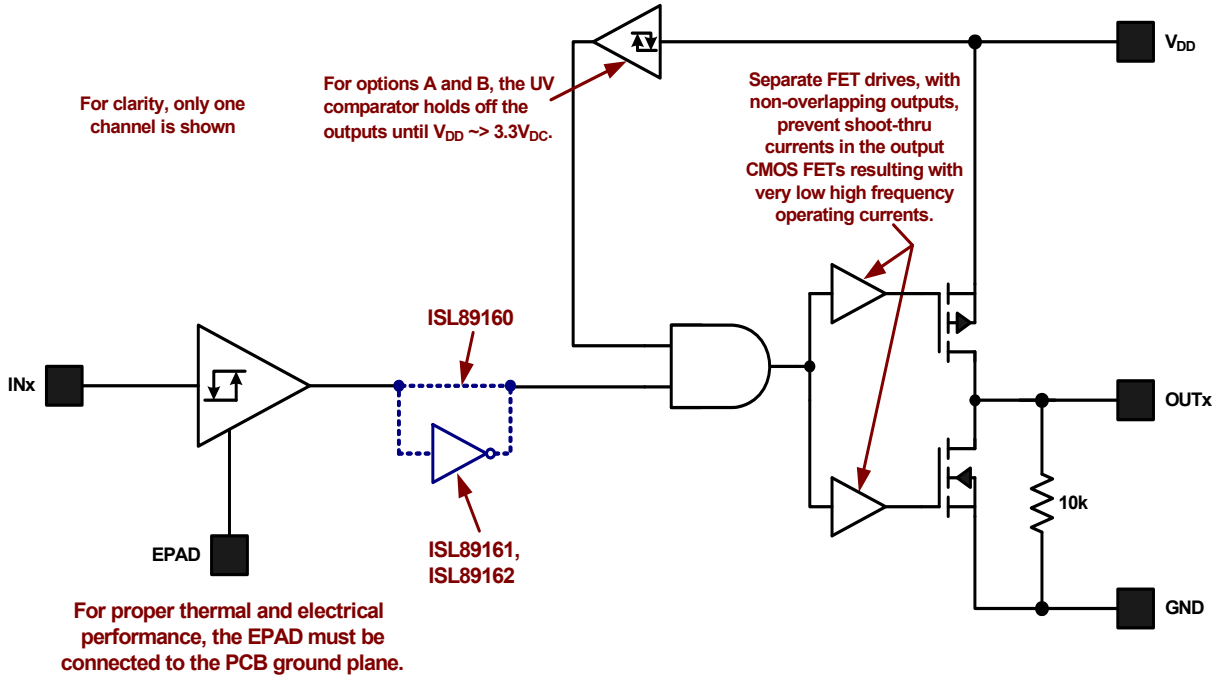 V_DD
For options A and B, the UV
comparator holds off the
outputs until V_DD ~> 3.3V_DC.
For clarity, only one
channel is shown
Separate FET drives, with
non-overlapping outputs,
prevent shoot-thru
currents in the output
CMOS FETs resulting with
very low high frequency
operating currents.
ISL89160
INx
OUTx
10k
EPAD
ISL89161,
ISL89162
GND
For proper thermal and electrical
performance, the EPAD must be
connected to the PCB ground plane.